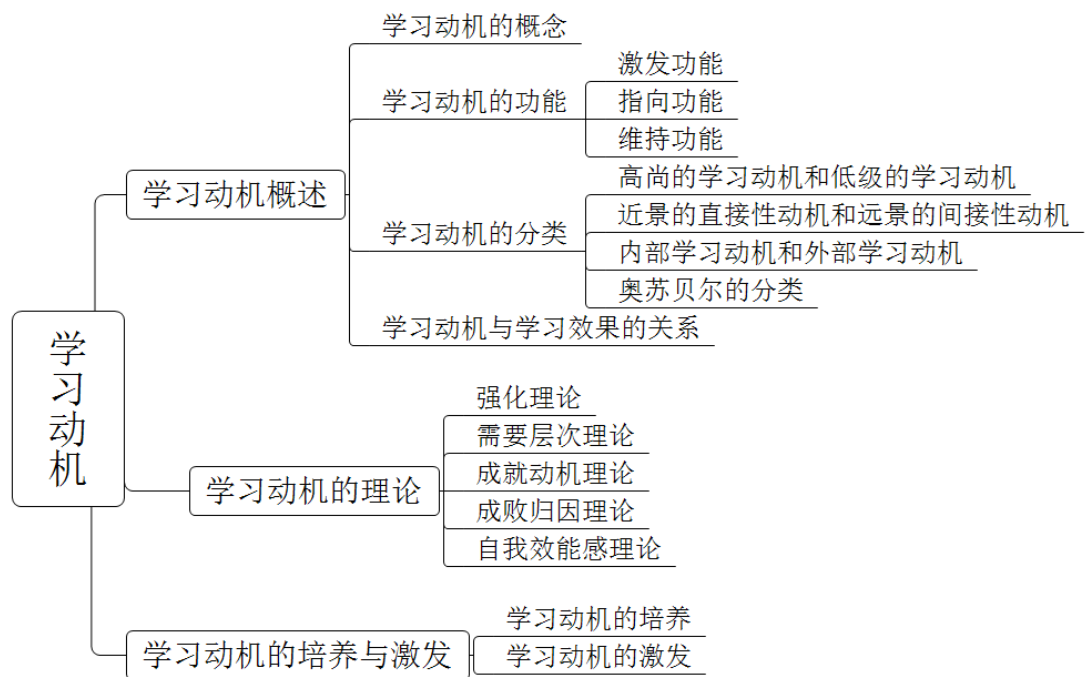 学习动机
学习动机概述
学习动机的概念
学习动机的功能
激发功能
指向功能
维持功能
学习动机的分类
高尚的学习动机和低级的学习动机
近景的直接性动机和远景的间接性动机
内部学习动机和外部学习动机
奥苏贝尔的分类
学习动机与学习效果的关系
学习动机的理论
强化理论
需要层次理论
成就动机理论
成败归因理论
自我效能感理论
学习动机的培养与激发
学习动机的培养
学习动机的激发